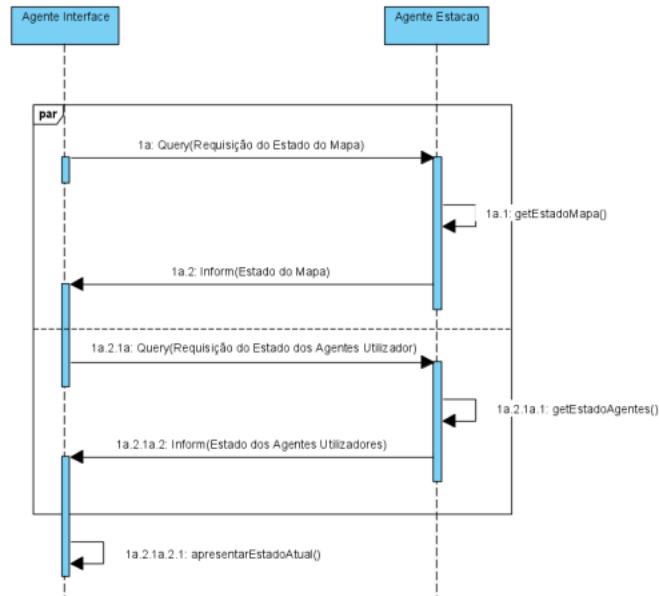 Agente Interface
Agente Estacao
par
1a: Query(Requisição do Estado do Mapa)
1a.1: getEstadoMapa()
1a.2: Inform(Estado do Mapa)
1a.2.1a: Query(Requisição do Estado dos Agentes Utilizador)
1a.2.1a.1: getEstadoAgentes()
1a.2.1a.2: Inform(Estado dos Agentes Utilizadores)
1a.2.1a.2.1: apresentarEstadoAtual()